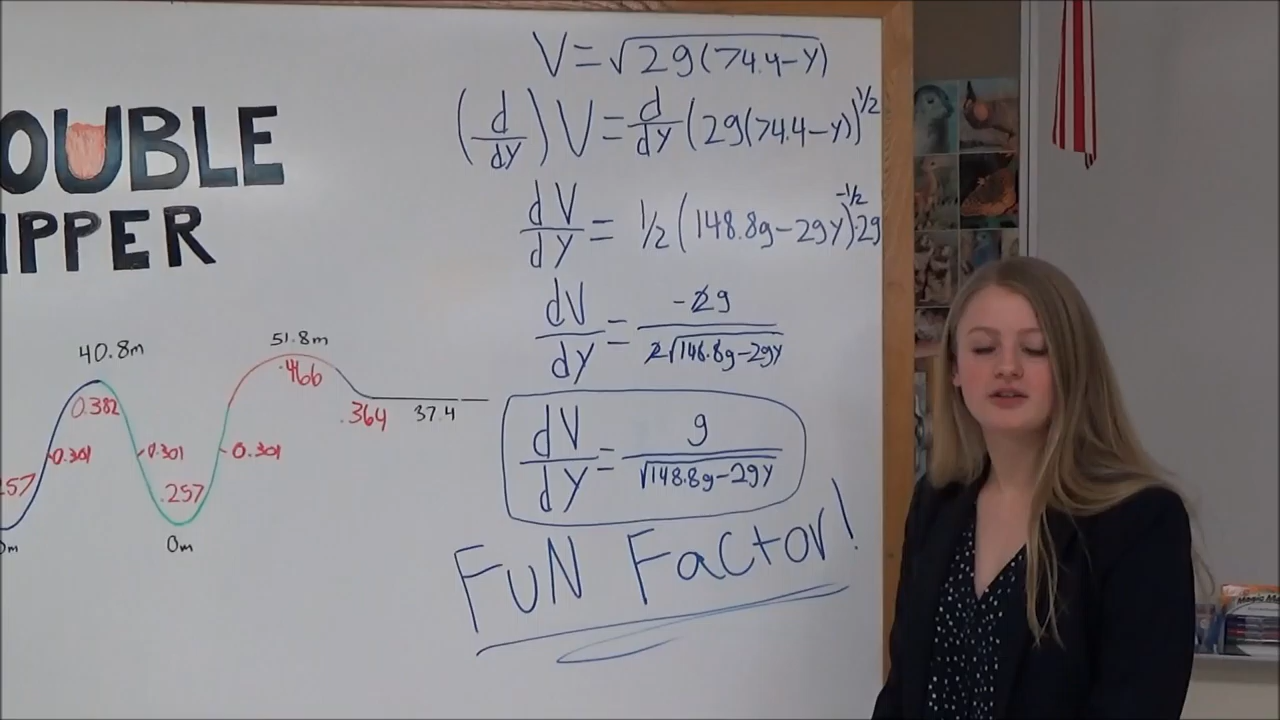 OUBLE
IPPER
V=√2g(74.4-Y)
(d/dY)V=d/dY(2g(74.4-Y))^1/2
dV/dY=1/2(148.8g-2gY)^-1/2·2g
dV/dY=-2g/2√148.8g-2gY
dV/dY=g/√148.8g-2gY
FuN Factor!
40.8m
51.8m
.466
0.382
.364
37.4
0.301
0.301
0.301
.257
.257
0m
0m
Magic Ma